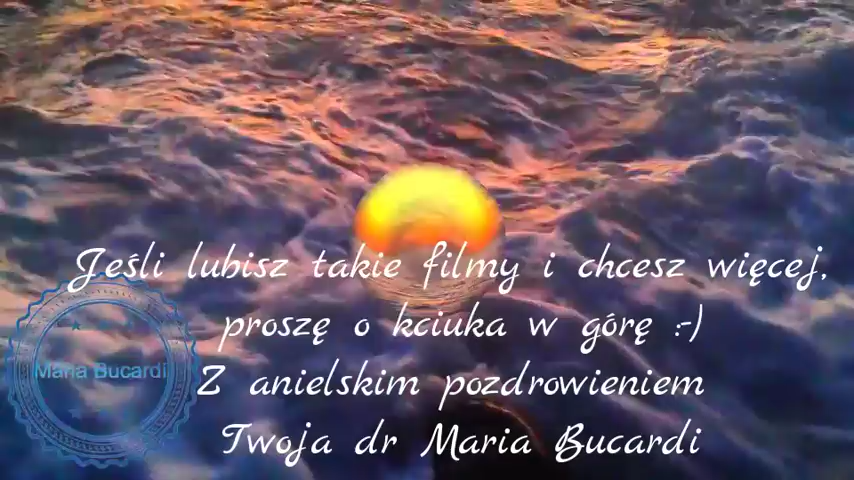 Jeśli lubisz takie filmy i chcesz więcej,
proszę o kciuka w górę :-)
Z anielskim pozdrowieniem
Twoja dr Maria Bucardi
Maria Bucardi